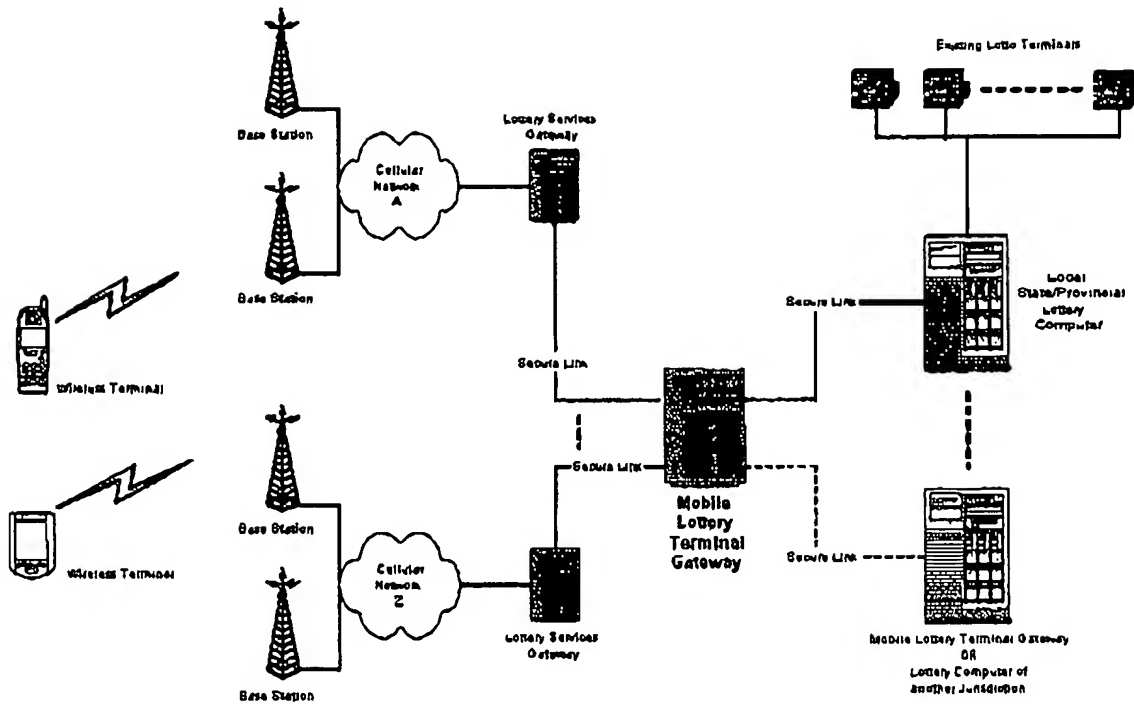 Existing Lotto Terminals
Base Station
Lottery Services
Gateway
Cellular
Network
A
Base Station
Secure Link
Local
State/Provincial
Lottery
Computer
Wireless Terminal
Secure Link
Secure Link
Mobile
Lottery
Terminal
Gateway
Base Station
Secure Link
Wireless Terminal
Cellular
Network
Z
Lottery Services
Gateway
Mobile Lottery Terminal Gateway
OR
Lottery Computer of
another Jurisdiction
Base Station